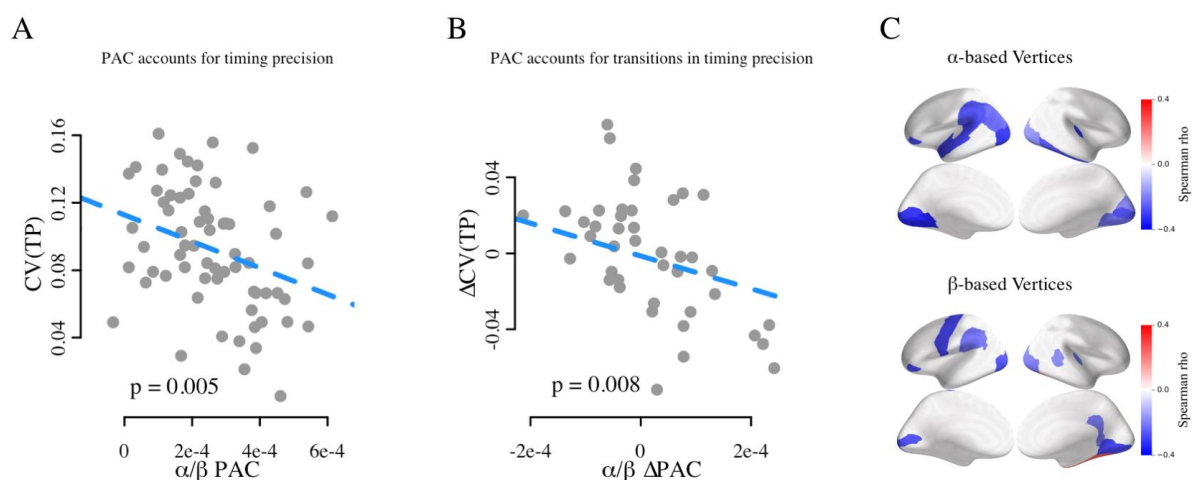 A
PAC accounts for timing precision
CV(TP)
0.16
0.12
0.08
0.04
p = 0.005
0
2e-4
4e-4
6e-4
α/β PAC
B
PAC accounts for transitions in timing precision
ΔCV(TP)
0.04
0
-0.04
p = 0.008
-2e-4
0
2e-4
α/β ΔPAC
C
α-based Vertices
0.4
0.0
-0.4
Spearman rho
β-based Vertices
0.4
0.0
-0.4
Spearman rho